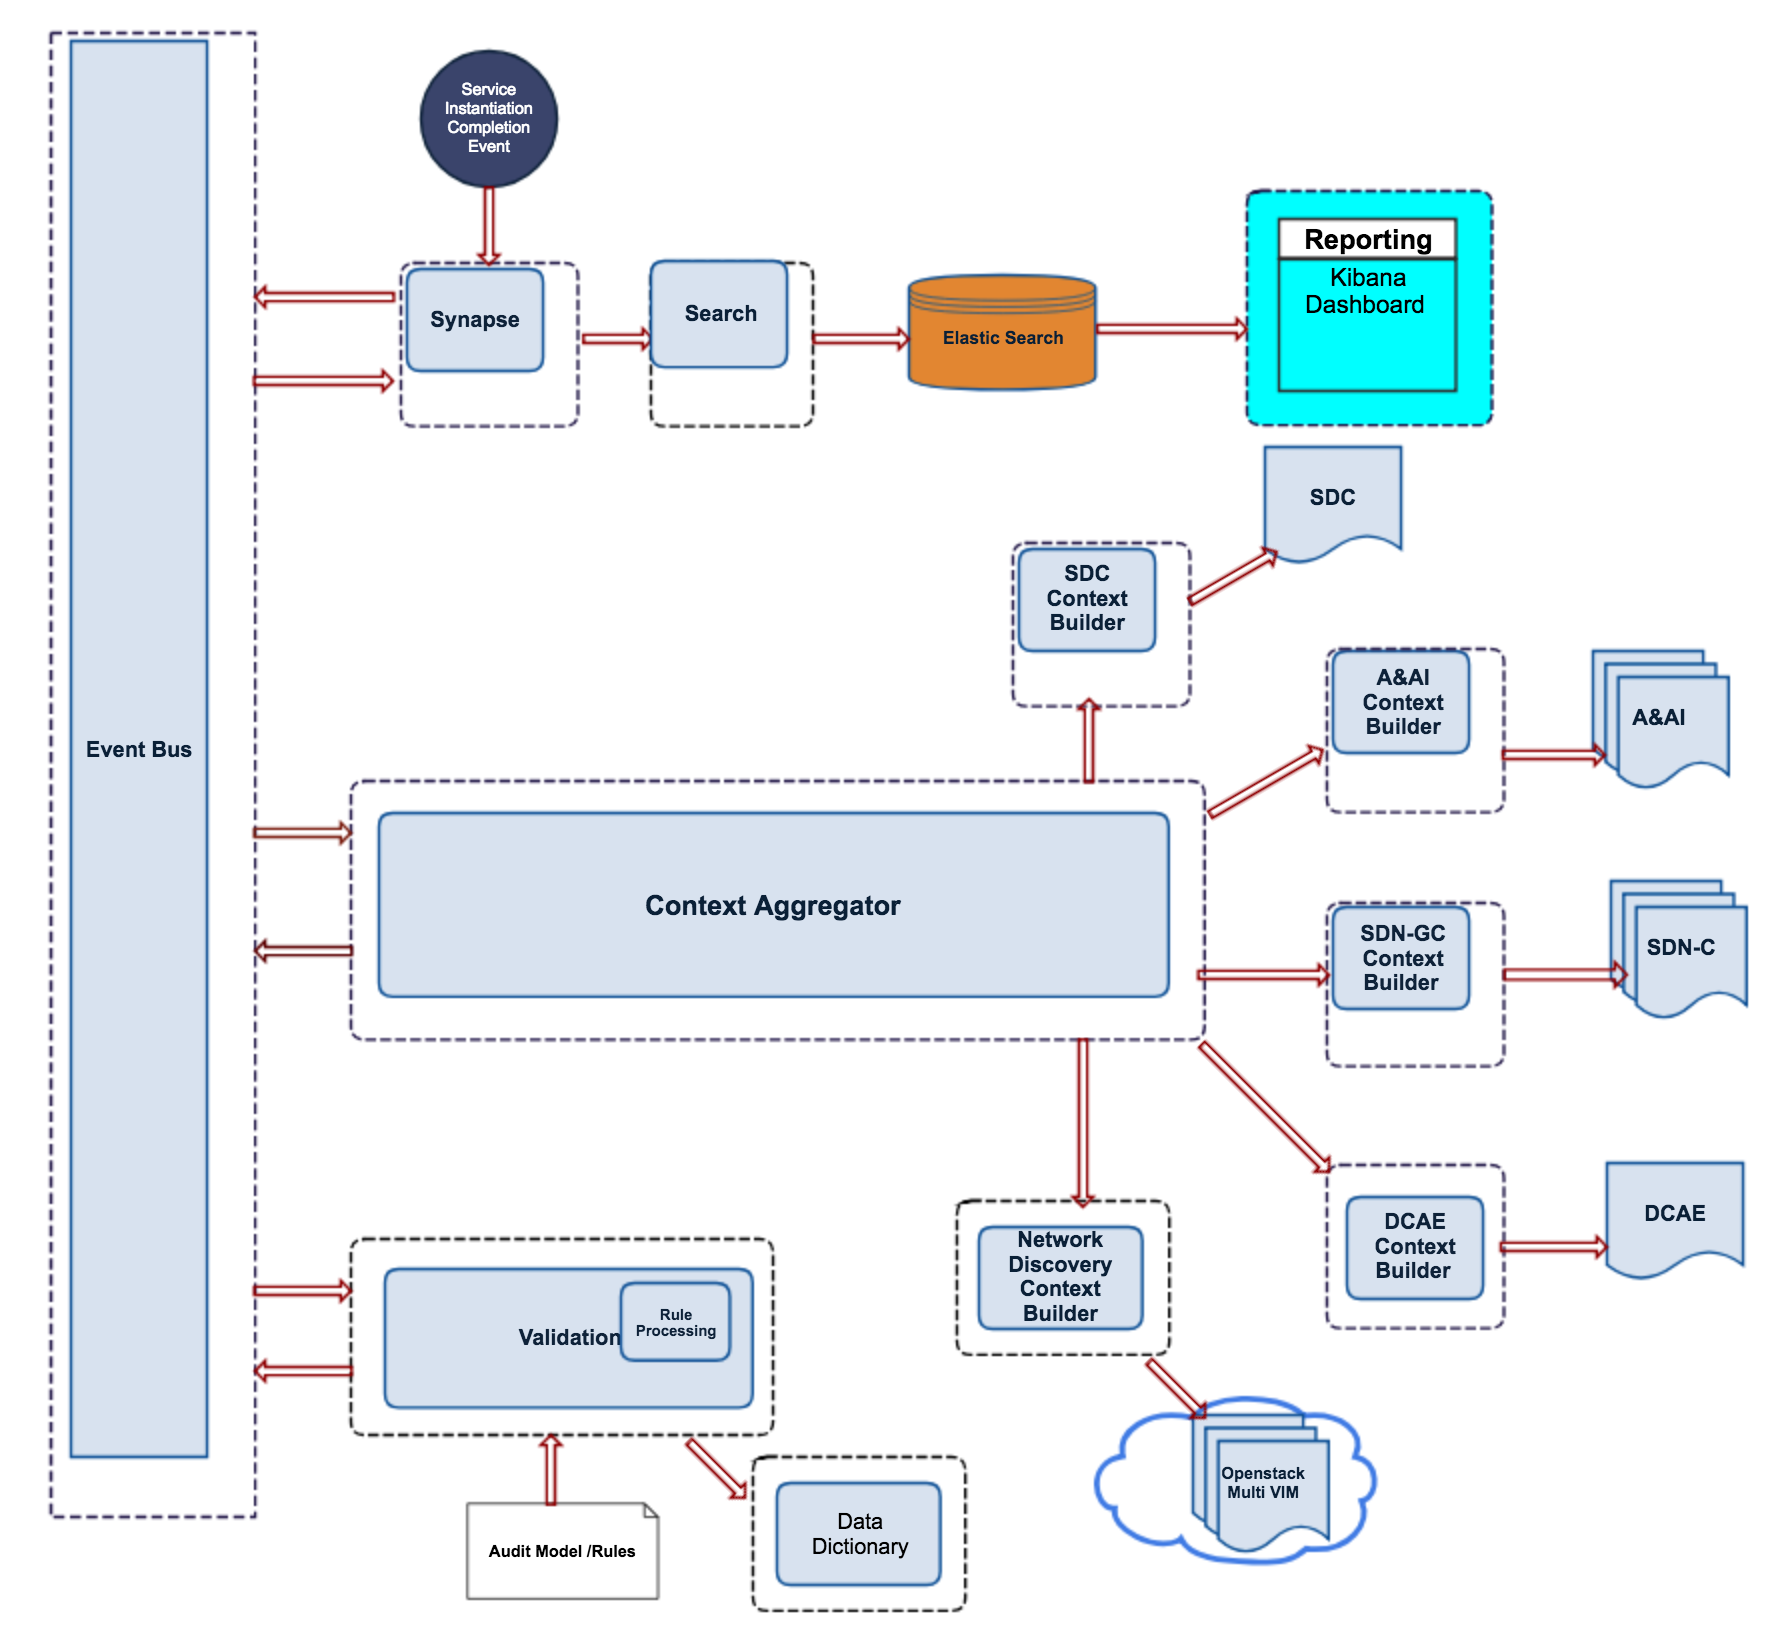 Service
Instantiation
Completion
Event
Reporting
Kibana
Dashboard
Synapse
Search
Elastic Search
SDC
SDC
Context
Builder
A&AI
Context
Builder
A&AI
Event Bus
Context Aggregator
SDN-GC
Context
Builder
SDN-C
DCAE
Context
Builder
DCAE
Network
Discovery
Context
Builder
Validation
Rule
Processing
Openstack
Multi VIM
Audit Model /Rules
Data
Dictionary